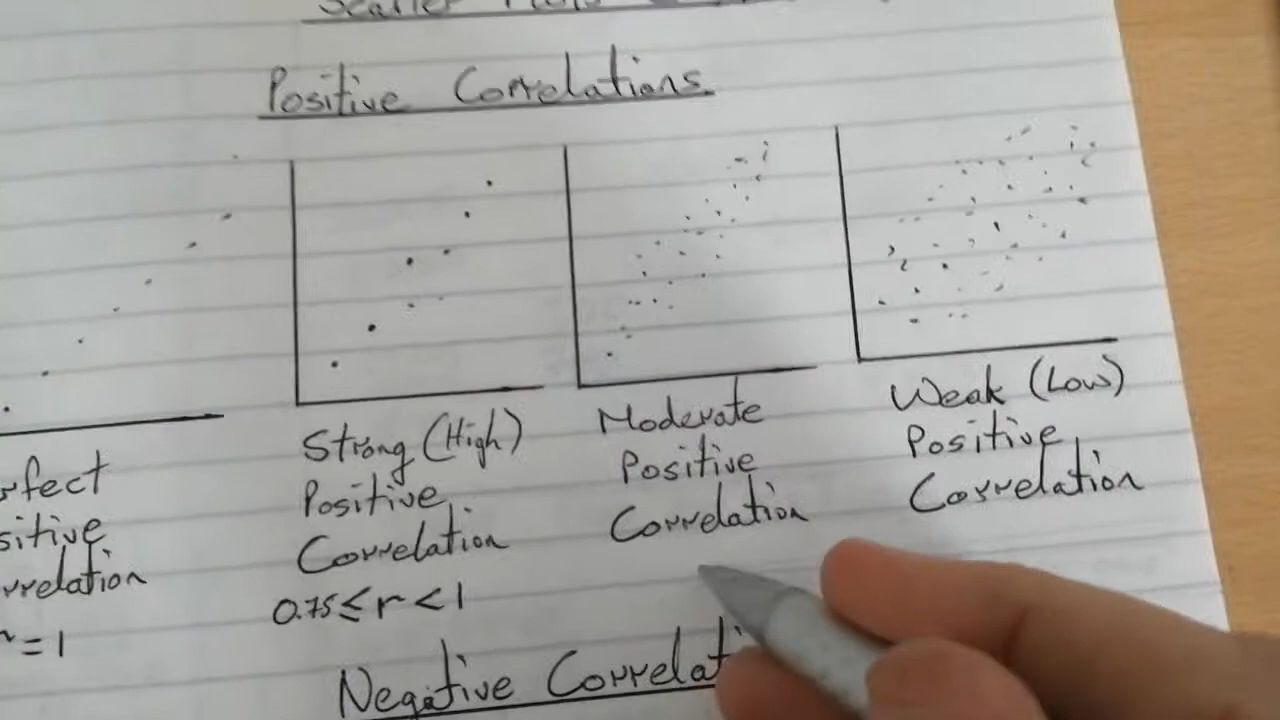 Positive Correlations
rfect
sitive
rrelation
r=1
Strong (High)
Positive
Correlation
0.75≤r<1
Moderate
Positive
Correlation
Weak (Low)
Positive
Correlation
Negative Correlati